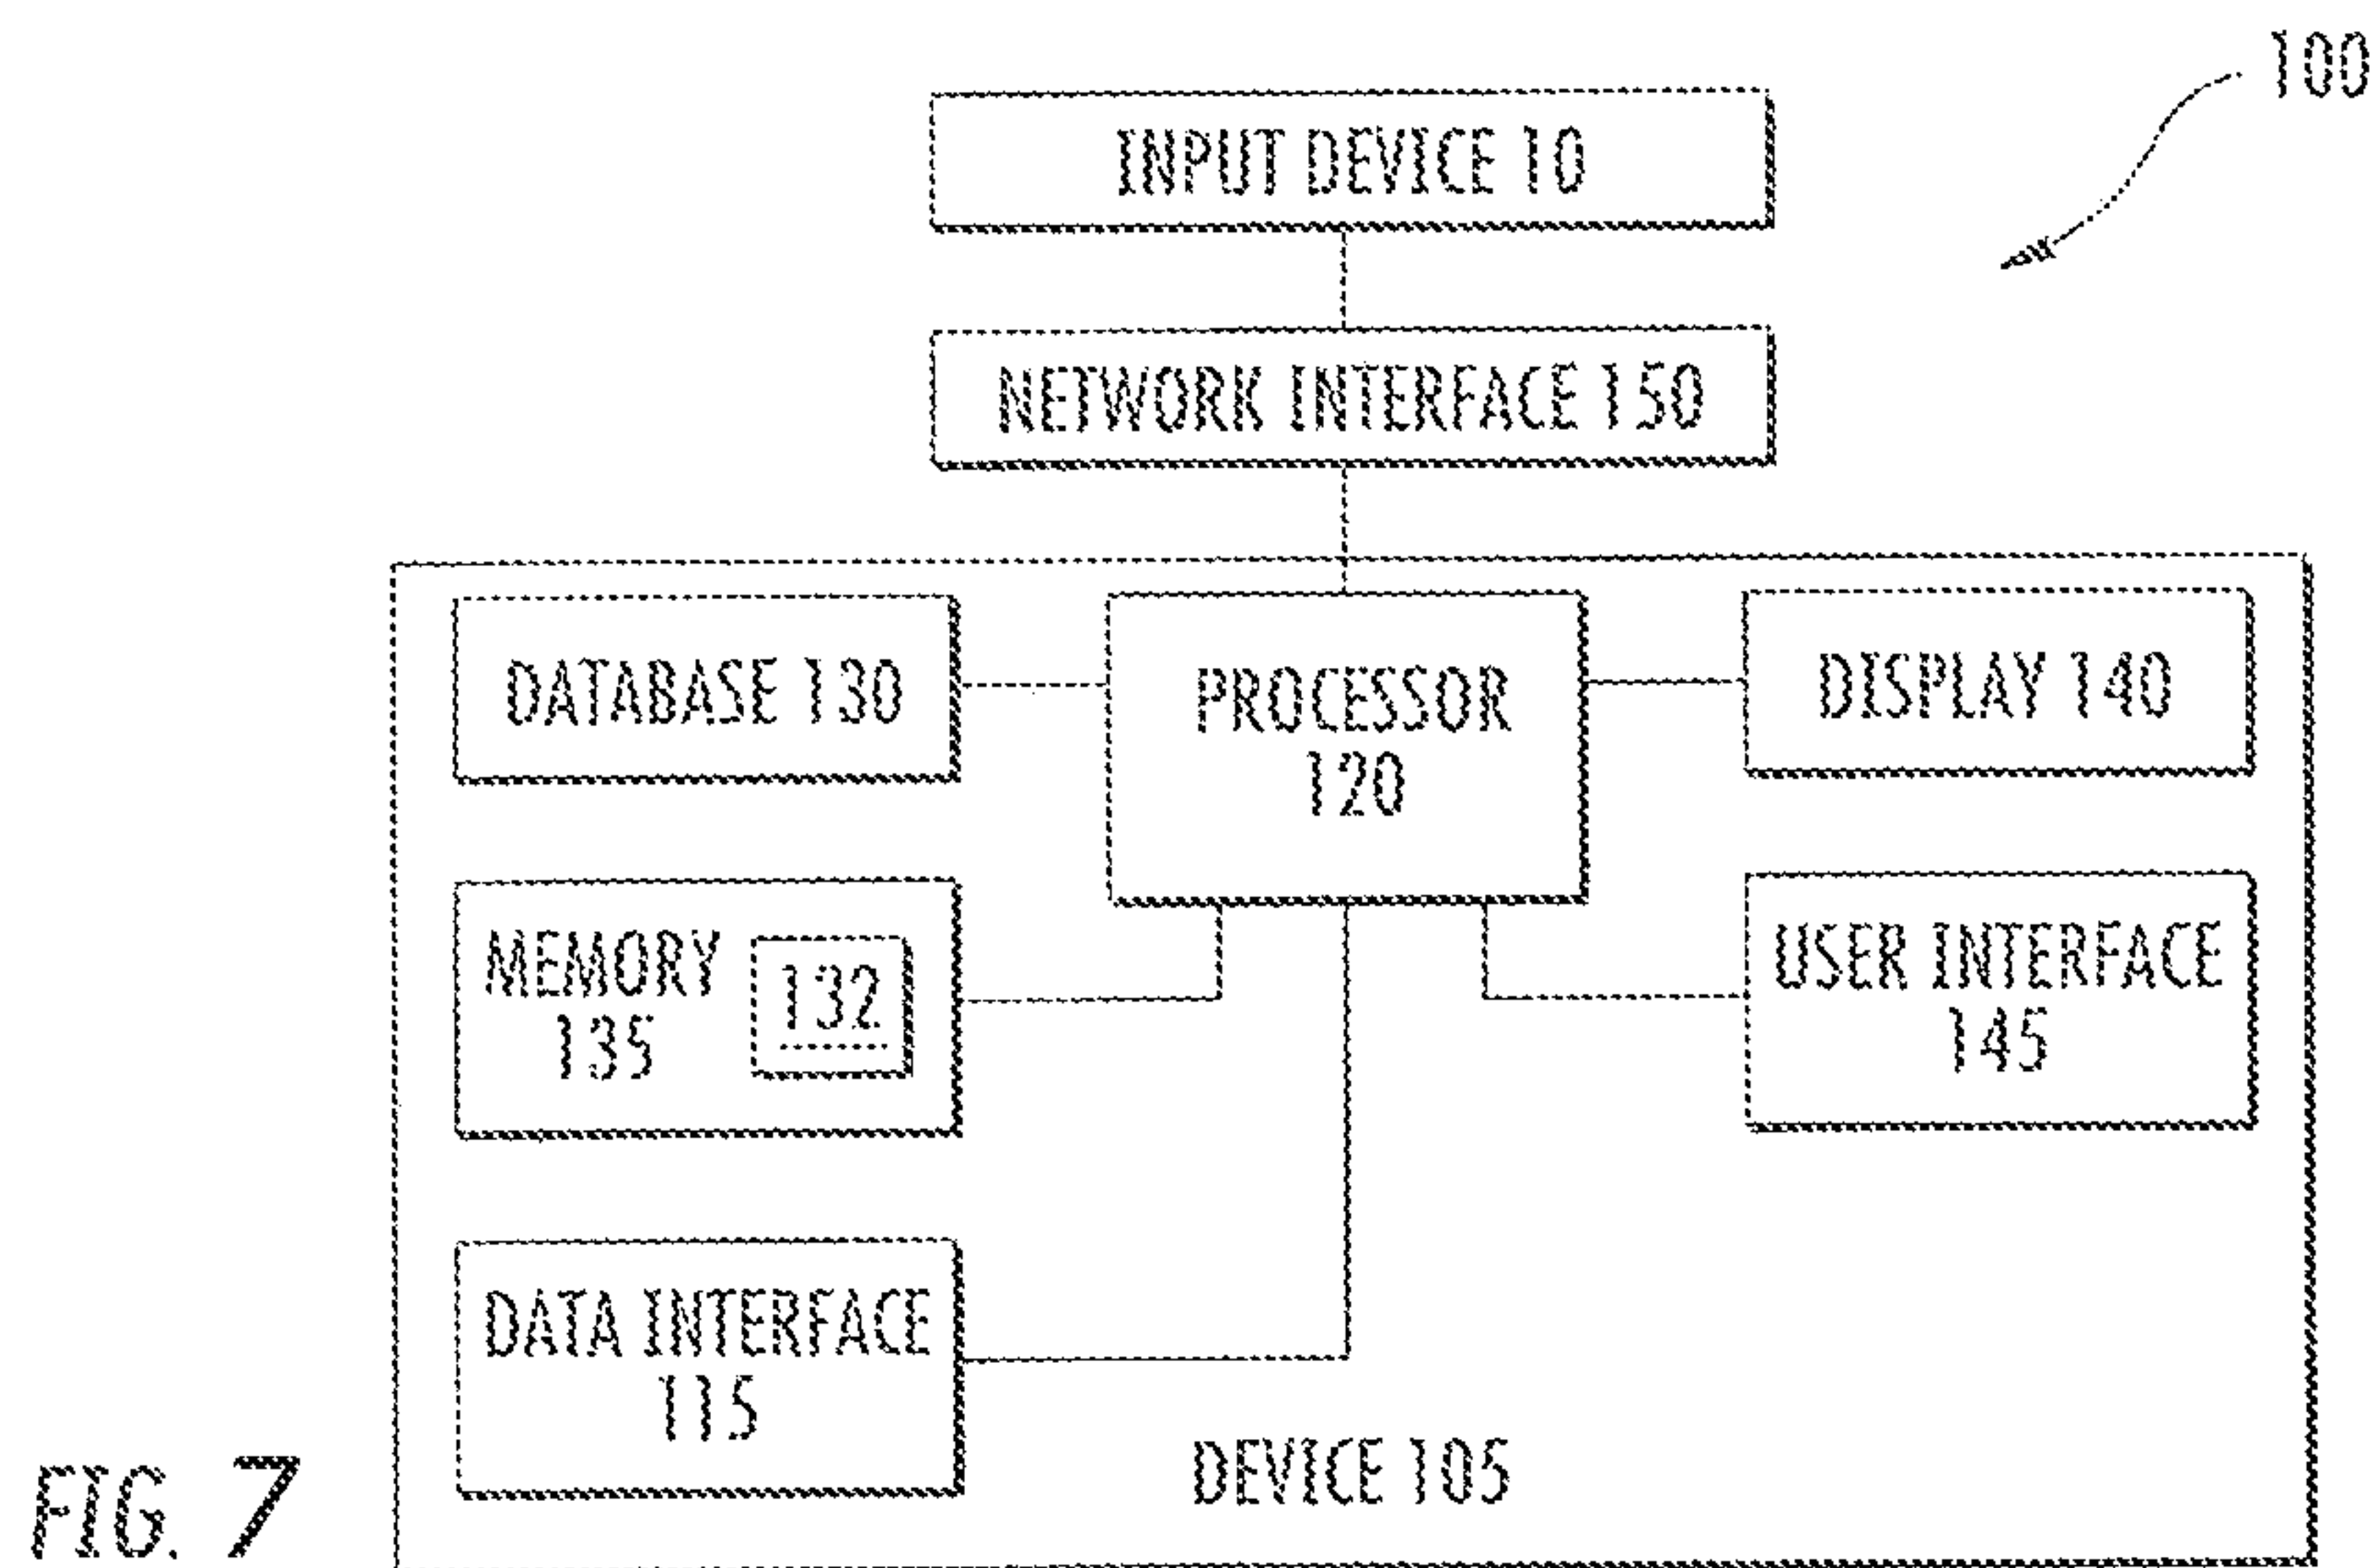 100
INPUT DEVICE 10
NETWORK INTERFACE 150
DATABASE 130
PROCESSOR
120
DISPLAY 140
MEMORY
135
132
USER INTERFACE
145
DATA INTERFACE
115
DEVICE 105
FIG. 7